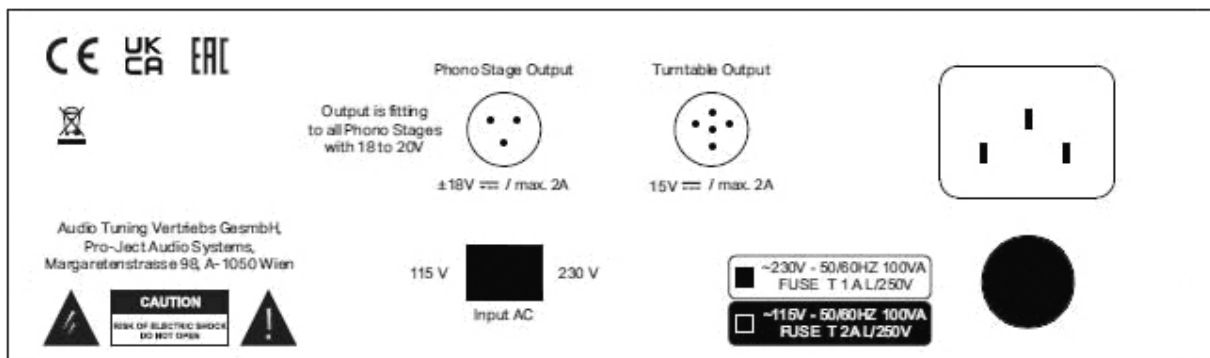 CE UK
CA EAC
Phono Stage Output
Turntable Output
Output is fitting
to all Phono Stages
with 18 to 20V
±18V ⎓ / max. 2A
15V ⎓ / max. 2A
Audio Tuning Vertriebs GesmbH,
Pro-Ject Audio Systems,
Margaretenstrasse 98, A-1050 Wien
115 V
230 V
Input AC
~230V - 50/60HZ 100VA
FUSE T 1 A L/250V
~115V - 50/60HZ 100VA
FUSE T 2A L/250V
CAUTION
RISK OF ELECTRIC SHOCK
DO NOT OPEN